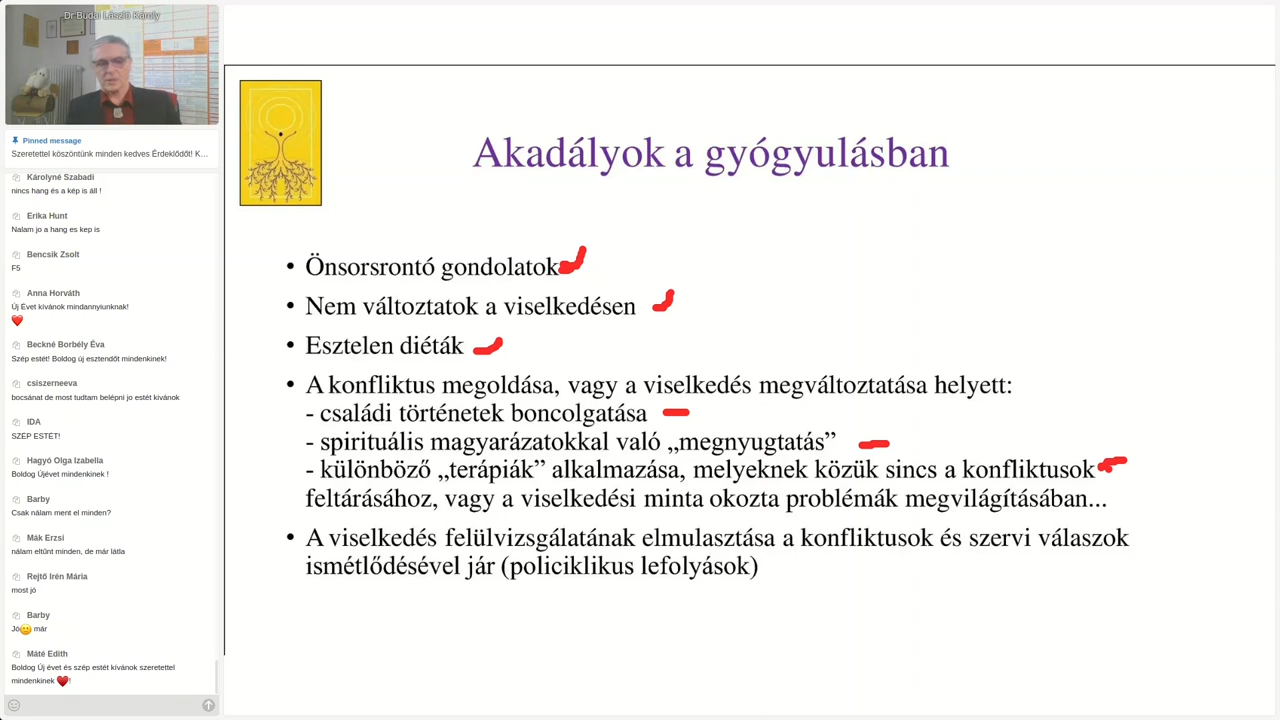 Dr Budai László Károly
Pinned message
Szeretettel köszöntünk minden kedves Érdeklődőt! K…
Károlyné Szabadi
nincs hang és a kép is áll !
Erika Hunt
Nalam jo a hang es kep is
Bencsik Zsolt
F5
Anna Horváth
Új Évet kívánok mindannyiunknak!
❤️
Beckné Borbély Éva
Szép estét! Boldog új esztendőt mindenkinek!
csiszerneeva
bocsánat de most tudtam belépni jo estét kívánok
IDA
SZÉP ESTÉT!
Hagyó Olga Izabella
Boldog Újévet mindenkinek !
Barby
Csak nálam ment el minden?
Mák Erzsi
nálam eltűnt minden, de már látla
Rejtő Irén Mária
most jó
Barby
Jó🙂 már
Máté Edith
Boldog Új évet és szép estét kívánok szeretettel
mindenkinek ❤️!
Akadályok a gyógyulásban
• Önsorsrontó gondolatok
• Nem változtatok a viselkedésen
• Esztelen diéták
• A konfliktus megoldása, vagy a viselkedés megváltoztatása helyett:
- családi történetek boncolgatása
- spirituális magyarázatokkal való „megnyugtatás”
- különböző „terápiák” alkalmazása, melyeknek közük sincs a konfliktusok
feltárásához, vagy a viselkedési minta okozta problémák megvilágításában...
• A viselkedés felülvizsgálatának elmulasztása a konfliktusok és szervi válaszok
ismétlődésével jár (policiklikus lefolyások)